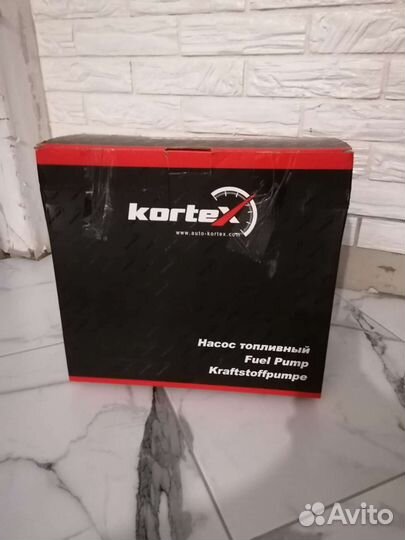 kortex
www.auto-kortex.com
Насос топливный
Fuel Pump
Kraftstoffpumpe
Avito